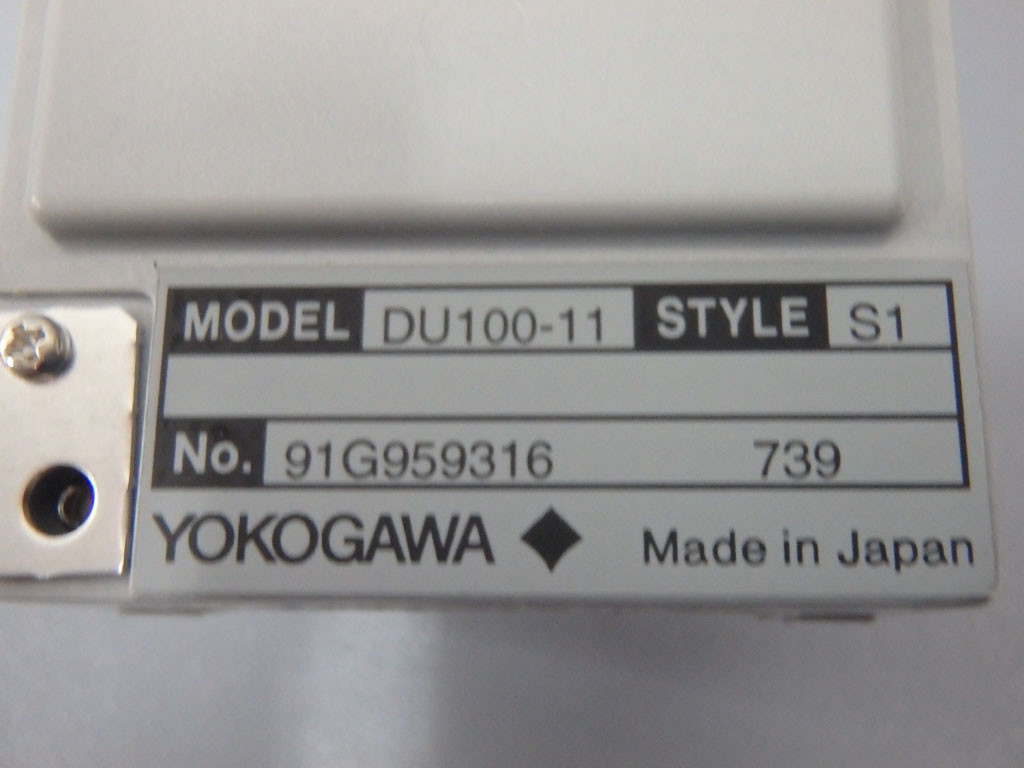 MODEL DU100-11 STYLE S1
No. 91G959316 739
YOKOGAWA ◆ Made in Japan